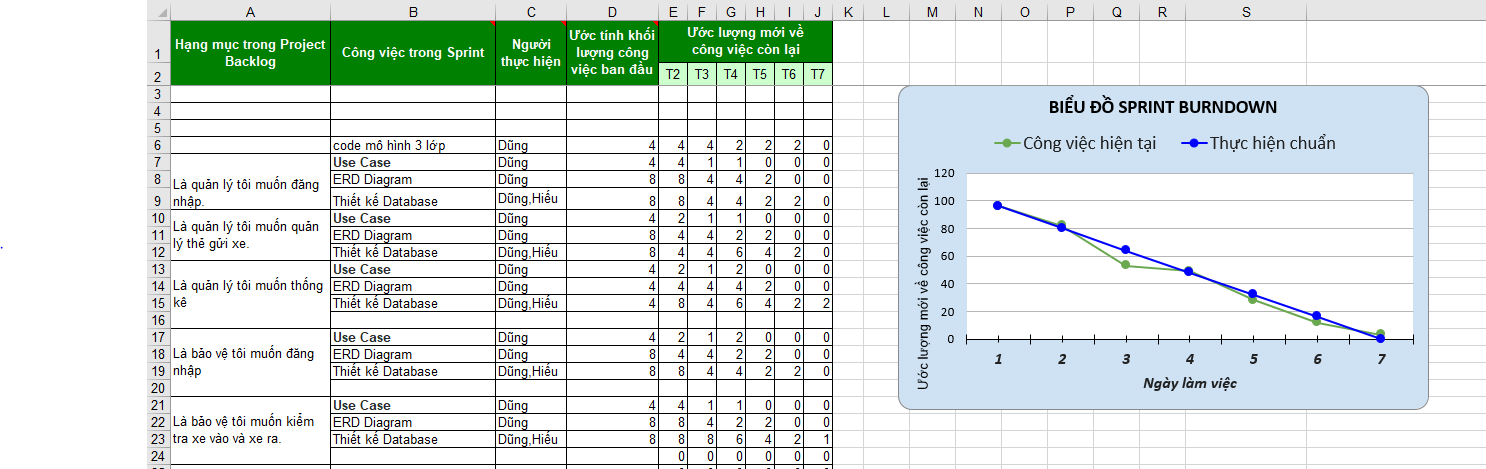 A B C D E F G H I J K L M N O P Q R S
Hạng mục trong Project Backlog Công việc trong Sprint Người thực hiện Ước tính khối lượng công việc ban đầu Ước lượng mới về công việc còn lại
1
2 T2 T3 T4 T5 T6 T7
3
4
5
6 code mô hình 3 lớp Dũng 4 4 4 2 2 2 0
7 Use Case Dũng 4 4 1 1 0 0 0
8 ERD Diagram Dũng 8 8 4 4 2 0 0
Là quản lý tôi muốn đăng nhập.
9 Thiết kế Database Dũng,Hiếu 8 8 4 4 2 2 0
10 Use Case Dũng 4 2 1 1 0 0 0
Là quản lý tôi muốn quản lý thẻ gửi xe.
11 ERD Diagram Dũng 8 4 4 2 2 0 0
12 Thiết kế Database Dũng,Hiếu 8 4 4 6 4 2 0
13 Use Case Dũng 4 2 1 2 0 0 0
Là quản lý tôi muốn thống kê
14 ERD Diagram Dũng 4 4 4 4 2 0 0
15 Thiết kế Database Dũng,Hiếu 4 8 4 6 4 2 2
16
17 Use Case Dũng 4 2 1 2 0 0 0
Là bảo vệ tôi muốn đăng nhập
18 ERD Diagram Dũng 8 4 4 2 2 0 0
19 Thiết kế Database Dũng,Hiếu 8 8 4 4 2 2 0
20
21 Use Case Dũng 4 4 1 1 0 0 0
Là bảo vệ tôi muốn kiểm tra xe vào và xe ra.
22 ERD Diagram Dũng 8 8 4 2 2 0 0
23 Thiết kế Database Dũng,Hiếu 8 8 8 6 4 2 1
24 0 0 0 0 0 0
BIỂU ĐỒ SPRINT BURNDOWN
Công việc hiện tại Thực hiện chuẩn
Ước lượng mới về công việc còn lại
120
100
80
60
40
20
0
1 2 3 4 5 6 7
Ngày làm việc